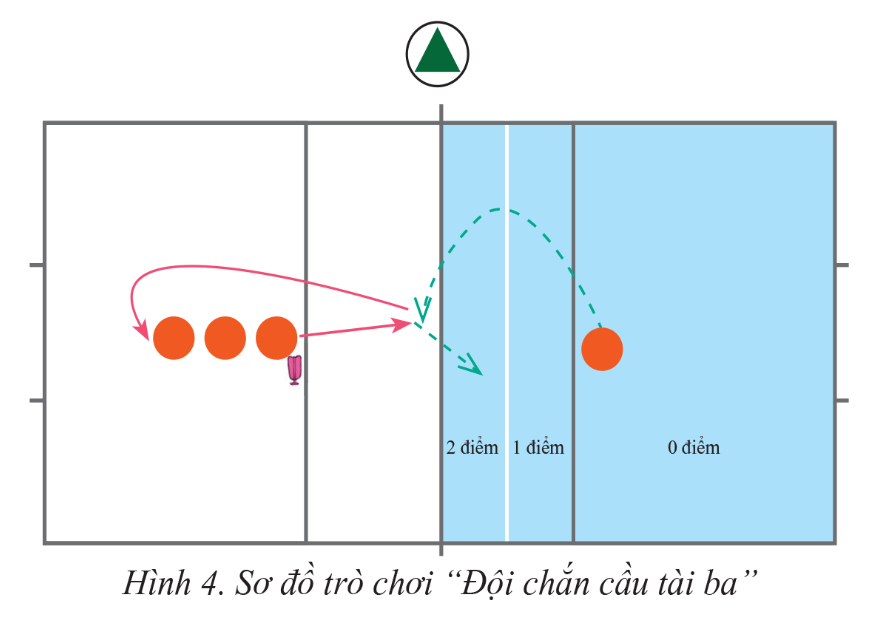 2 điểm 1 điểm 0 điểm
Hình 4. Sơ đồ trò chơi “Đội chắn cầu tài ba”